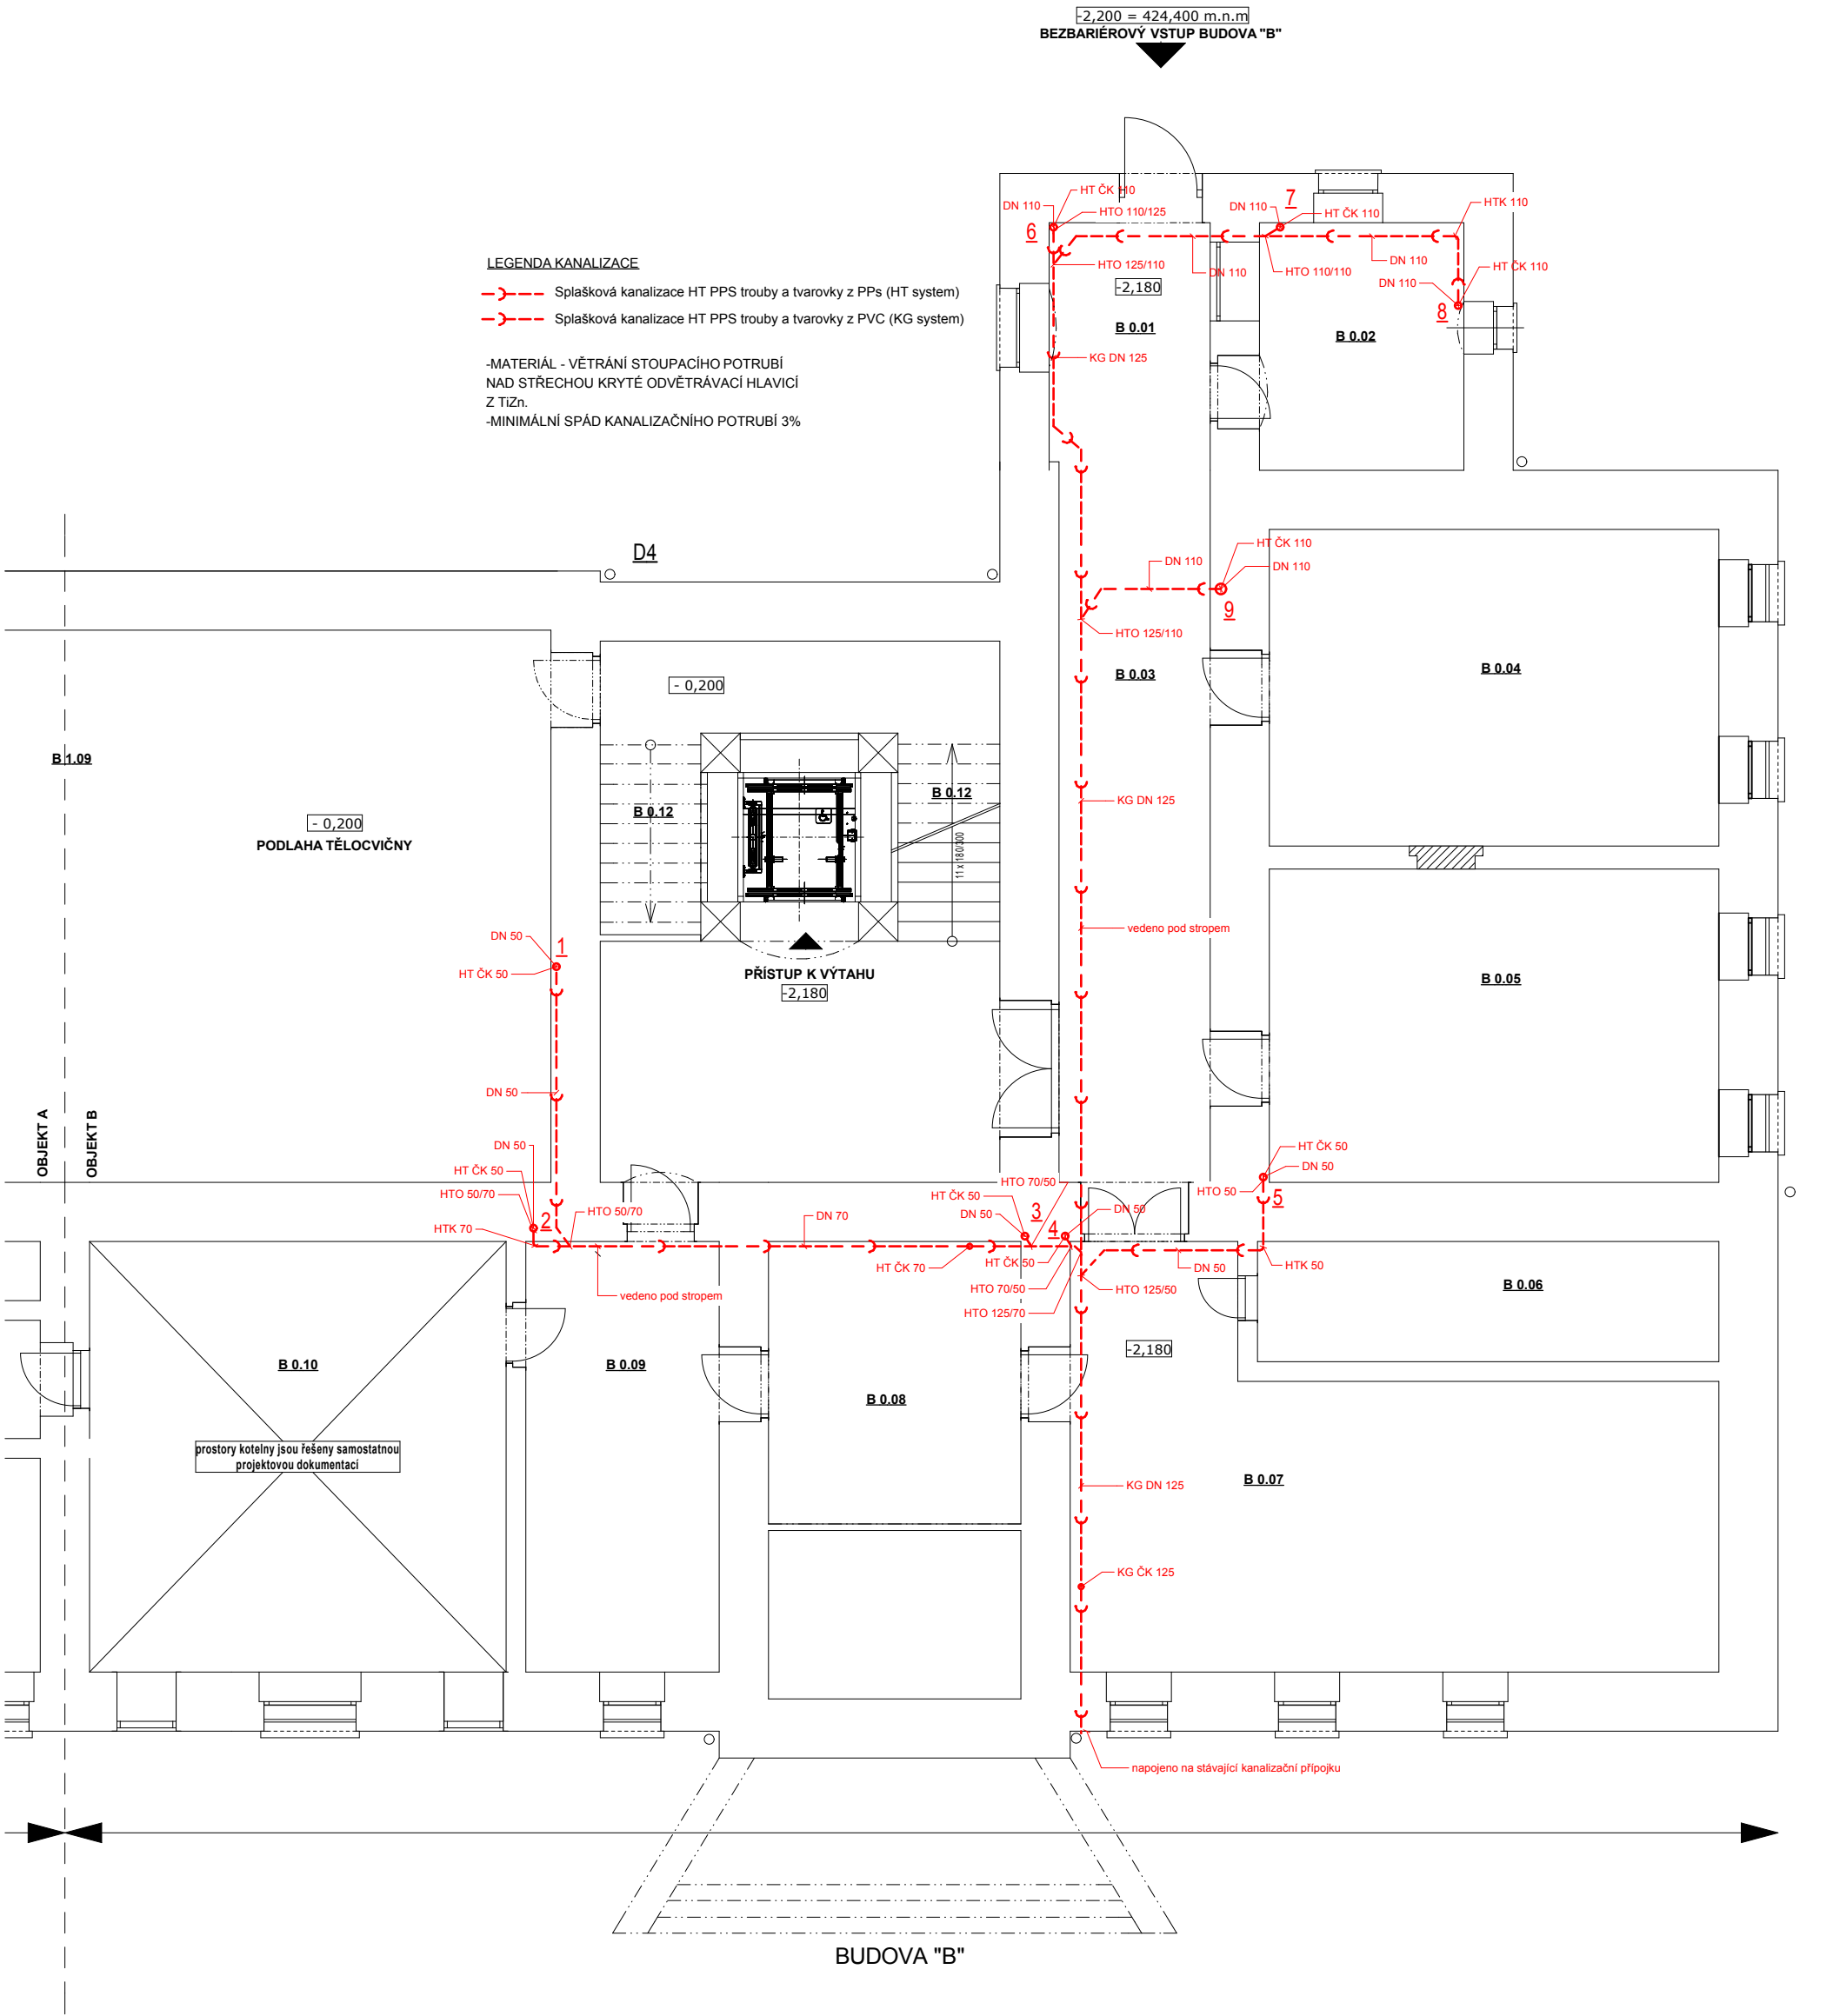 -2,200 = 424,400 m.n.m
BEZBARIÉROVÝ VSTUP BUDOVA "B"
HT ČK 110
DN 110
HTO 110/125
6
HTO 125/110
DN 110
7
DN 110
HT ČK 110
HTK 110
DN 110
HTO 110/110
HT ČK 110
DN 110
8
-2,180
B 0.01
B 0.02
KG DN 125
LEGENDA KANALIZACE
Splašková kanalizace HT PPS trouby a tvarovky z PPs (HT system)
Splašková kanalizace HT PPS trouby a tvarovky z PVC (KG system)
-MATERIÁL - VĚTRÁNÍ STOUPACÍHO POTRUBÍ
NAD STŘECHOU KRYTÉ ODVĚTRÁVACÍ HLAVICÍ
Z TiZn.
-MINIMÁLNÍ SPÁD KANALIZAČNÍHO POTRUBÍ 3%
D4
HT ČK 110
DN 110
DN 110
9
HTO 125/110
B 0.03
B 0.04
- 0,200
B 1.09
- 0,200
PODLAHA TĚLOCVIČNY
B 0.12
B 0.12
11 x 180/300
KG DN 125
vedeno pod stropem
DN 50
1
HT ČK 50
PŘÍSTUP K VÝTAHU
-2,180
B 0.05
DN 50
OBJEKT A
OBJEKT B
DN 50
HT ČK 50
HTO 50/70
2
HTK 70
HTO 50/70
DN 70
vedeno pod stropem
HTO 70/50
HT ČK 50
DN 50
3
4
DN 50
HT ČK 70
HT ČK 50
HTO 70/50
HTO 125/70
HT ČK 50
DN 50
HTO 50
5
DN 50
HTK 50
HTO 125/50
B 0.06
-2,180
B 0.10
B 0.09
B 0.08
prostory kotelny jsou řešeny samostatnou
projektovou dokumentací
KG DN 125
B 0.07
KG ČK 125
napojeno na stávající kanalizační přípojku
BUDOVA "B"